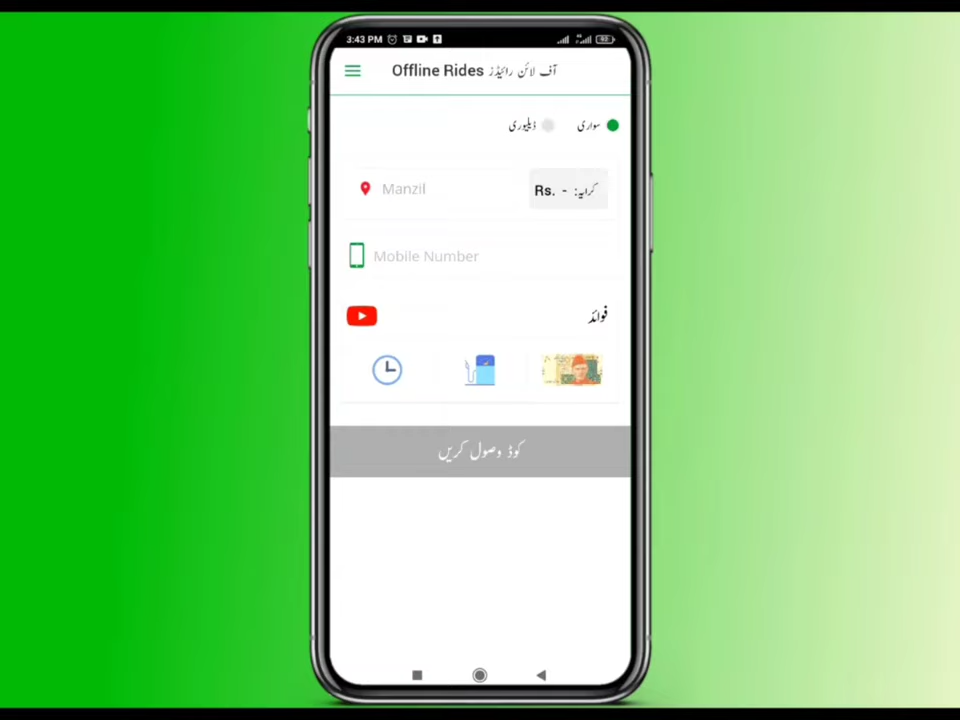 3:43 PM
Offline Rides آف لائن رائیڈز
سواری ڈیلیوری
Manzil
کرایہ: - Rs.
Mobile Number
فوائد
کوڈ وصول کریں